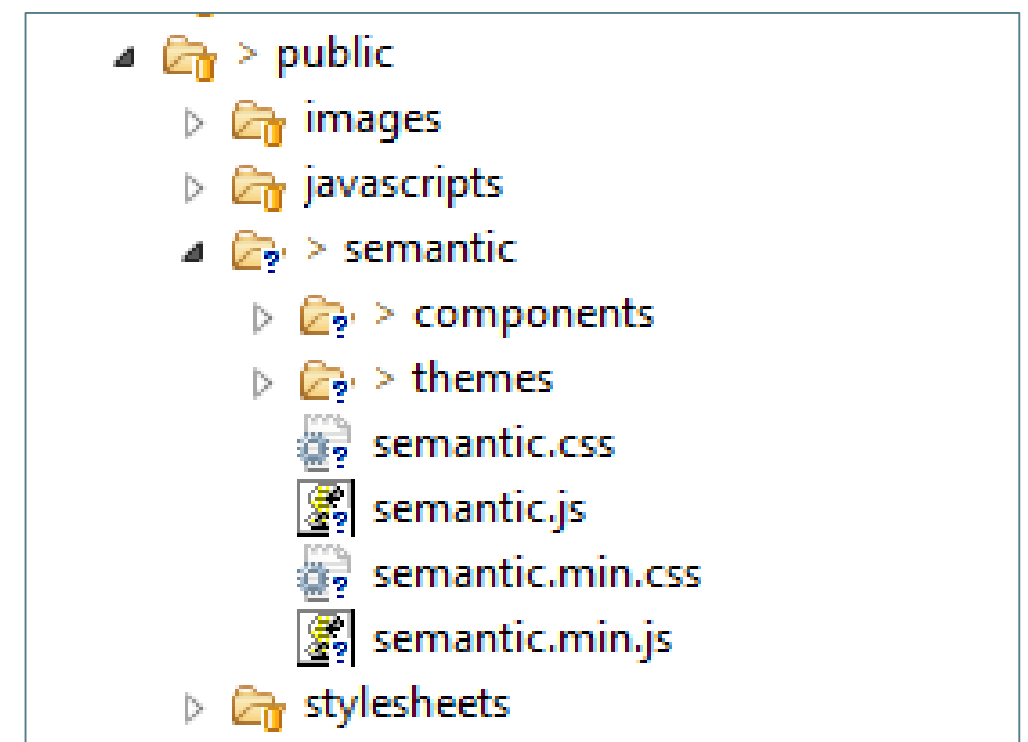 > public
images
javascripts
> semantic
> components
> themes
semantic.css
semantic.js
semantic.min.css
semantic.min.js
stylesheets